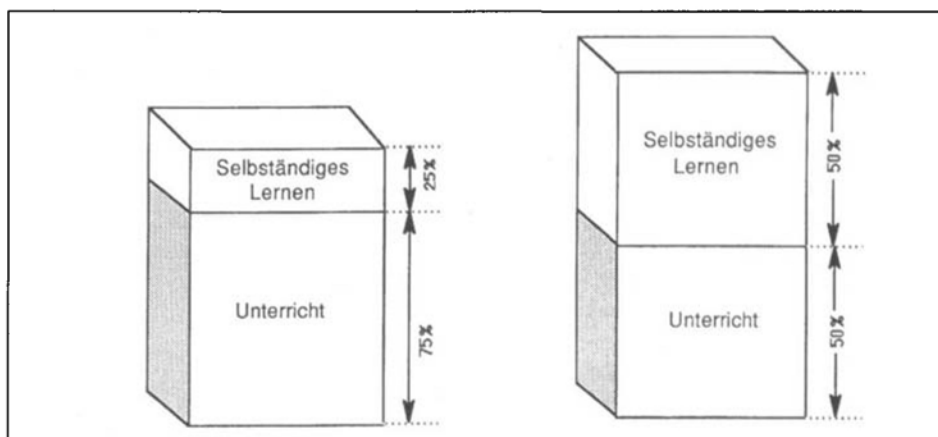 Selbständiges
Lernen
25%
Unterricht
75%
Selbständiges
Lernen
50%
Unterricht
50%